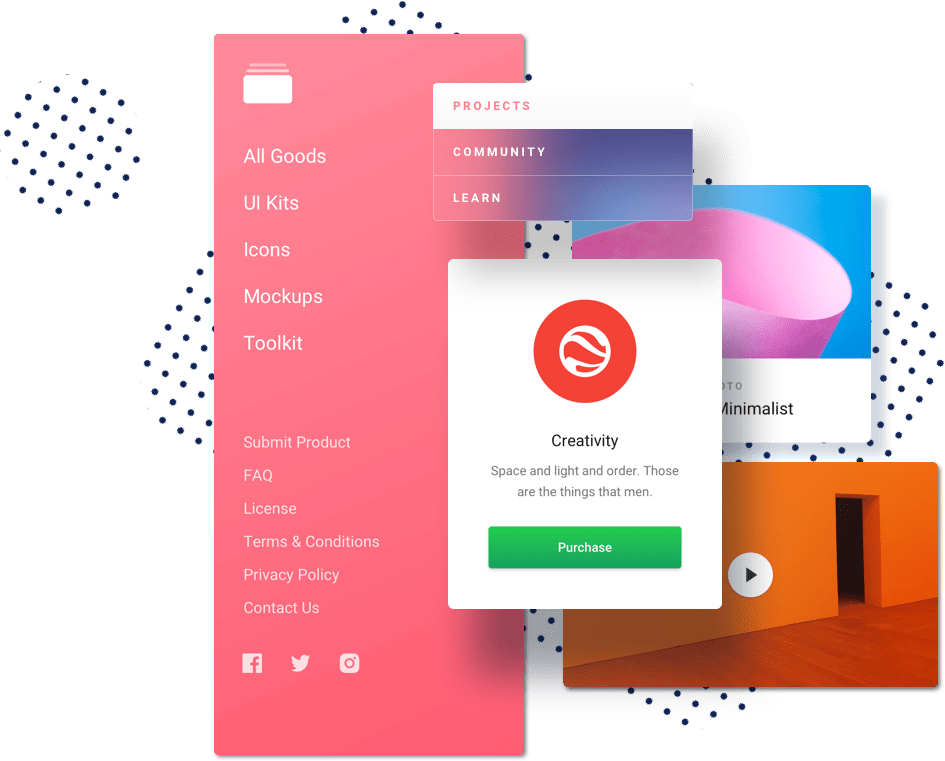 All Goods
UI Kits
Icons
Mockups
Toolkit
Submit Product
FAQ
License
Terms & Conditions
Privacy Policy
Contact Us
PROJECTS
COMMUNITY
LEARN
Creativity
Space and light and order. Those
are the things that men.
Purchase
Minimalist